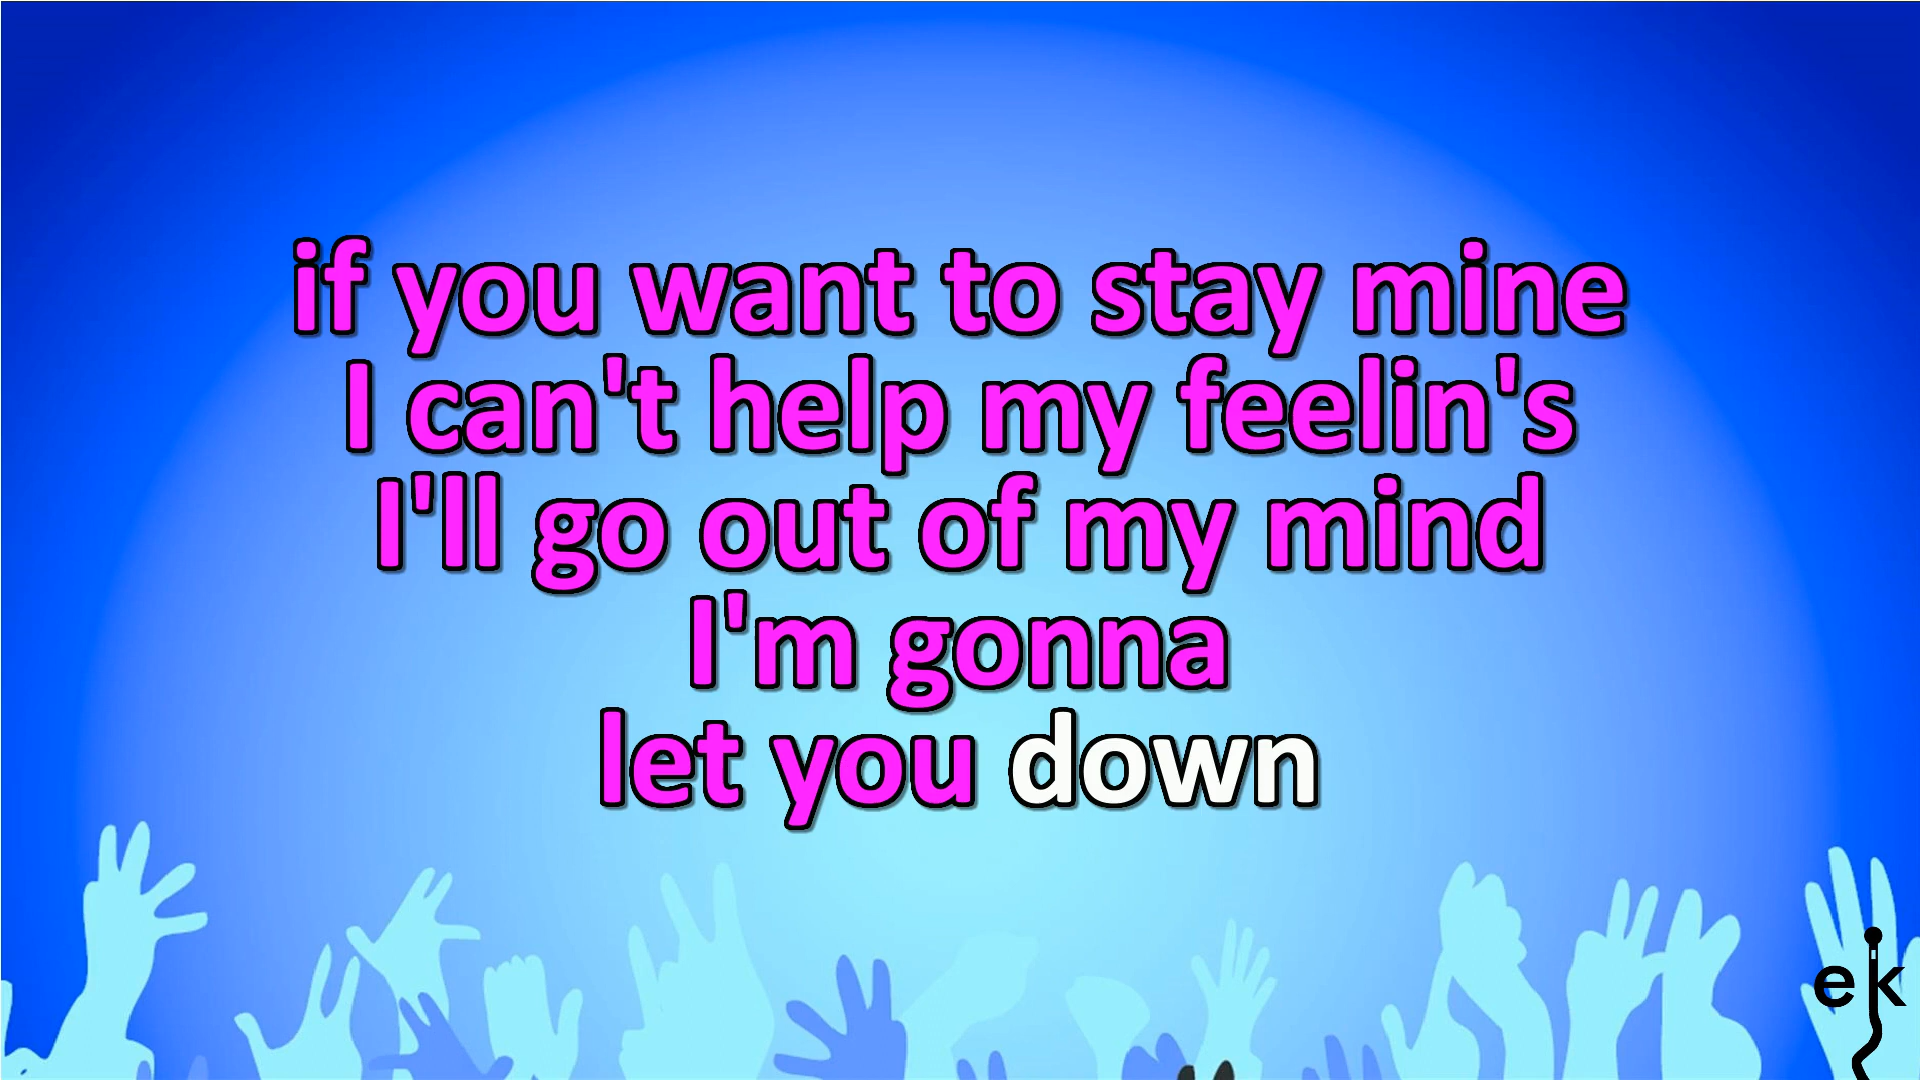 if you want to stay mine
I can't help my feelin's
I'll go out of my mind
I'm gonna
let you down
ek